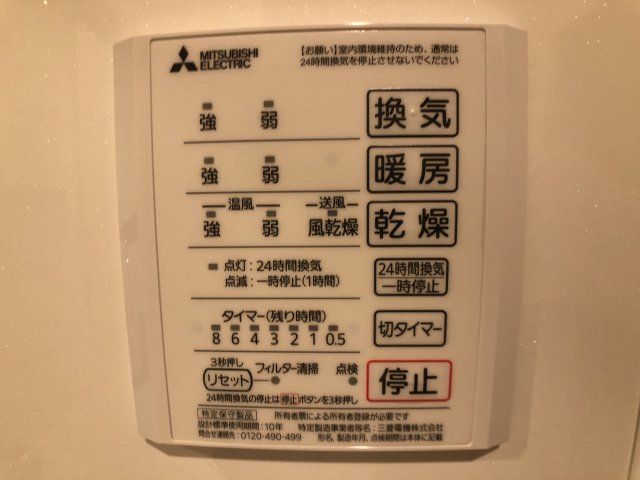 MITSUBISHI
ELECTRIC
【お願い】室内環境維持のため、通常は
24時間換気を停止させないでください
強 弱 換気
強 弱 暖房
温風 送風
強 弱 風乾燥 乾燥
点灯:24時間換気
点滅:一時停止(1時間)
24時間換気
一時停止
タイマー(残り時間)
8 6 4 3 2 1 0.5
切タイマー
3秒押し
リセット フィルター清掃 点検
停止
24時間換気の停止は停止ボタンを3秒押し
特定保守製品 所有者票による所有者登録が必要です
設計標準使用期間:10年 特定製造事業者等名:三菱電機株式会社
問合せ連絡先:0120-490-499 形名、製造年月、点検期間は本体に記載